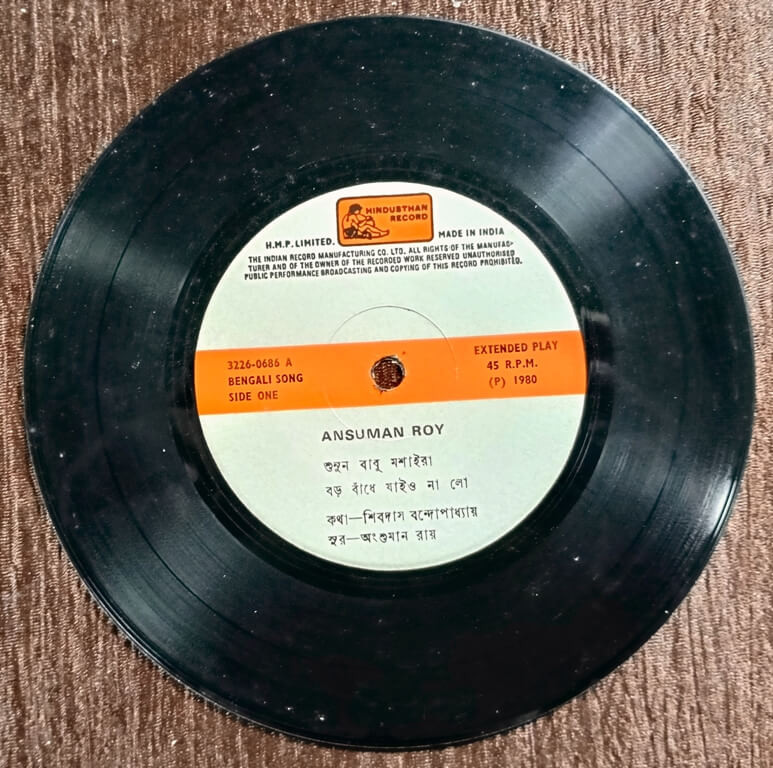 HINDUSTHAN
RECORD
H.M.P. LIMITED. MADE IN INDIA
THE INDIAN RECORD MANUFACTURING CO. LTD. ALL RIGHTS OF THE MANUFAC-
TURER AND OF THE OWNER OF THE RECORDED WORK RESERVED UNAUTHORISED
PUBLIC PERFORMANCE BROADCASTING AND COPYING OF THIS RECORD PROHIBITED.
3226-0686 A
BENGALI SONG
SIDE ONE
EXTENDED PLAY
45 R.P.M.
(P) 1980
ANSUMAN ROY
শুনুন বাবু মশাইরা
বড় বাঁধে যাইও না লো
কথা—শিবদাস বন্দোপাধ্যায়
সুর—অংশুমান রায়